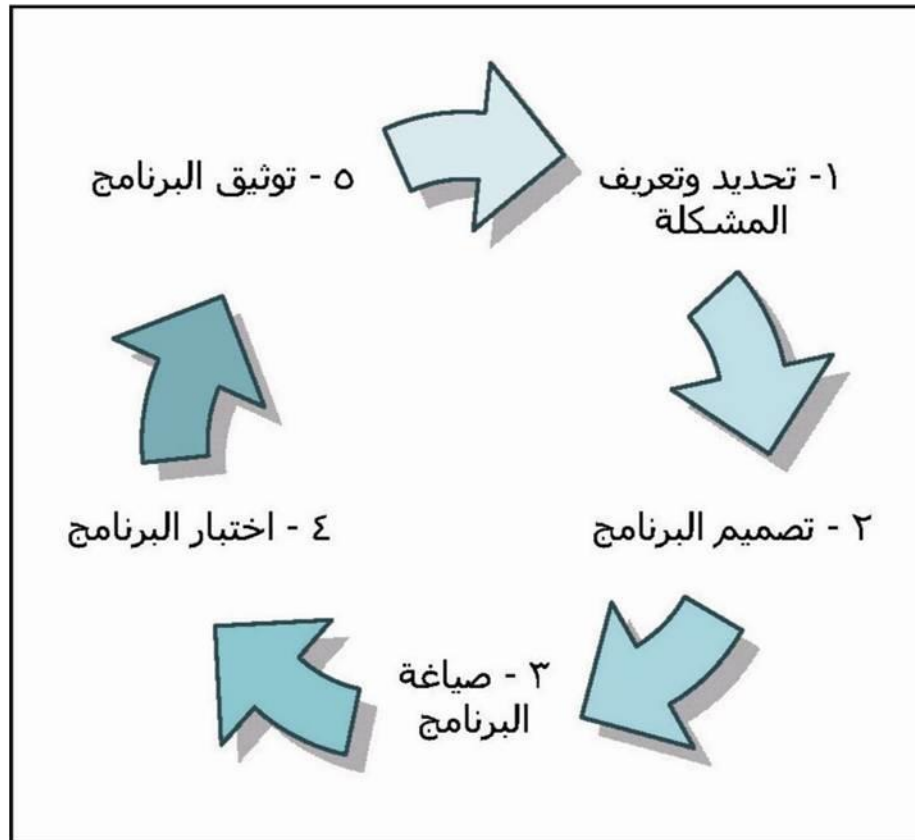 ١- تحديد وتعريف
المشكلة
٢ - تصميم البرنامج
٣ - صياغة
البرنامج
٤ - اختبار البرنامج
٥ - توثيق البرنامج